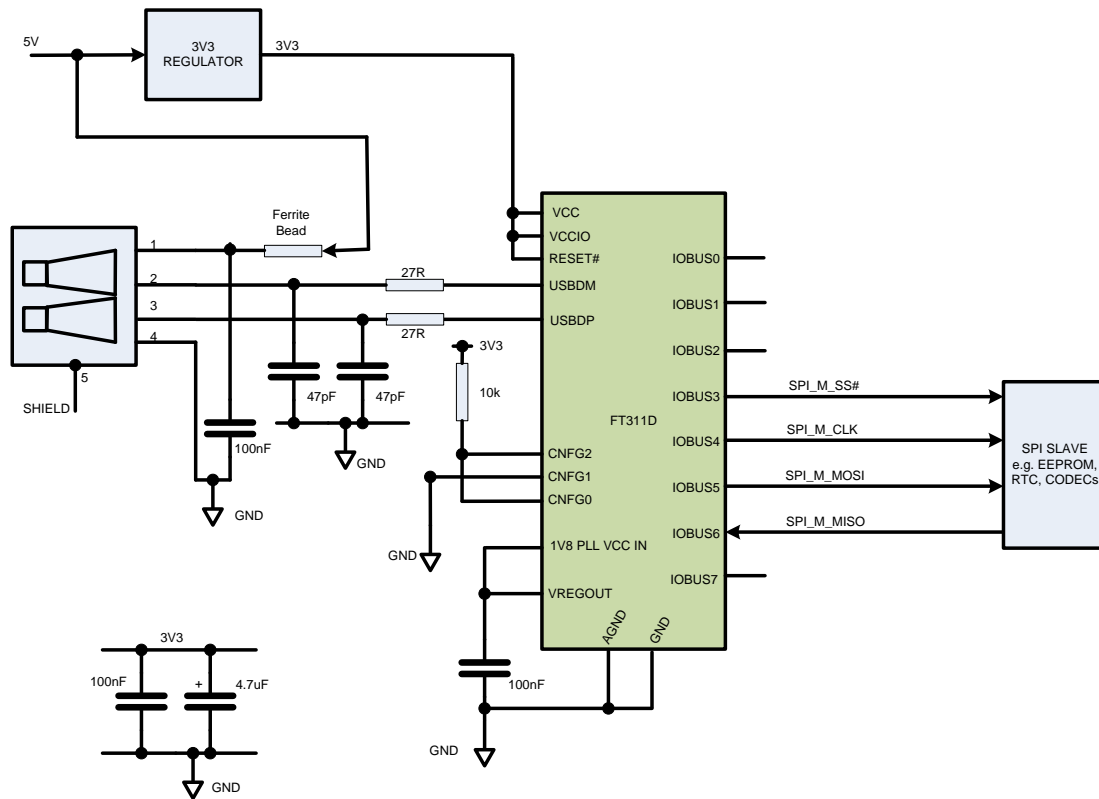 5V
3V3
REGULATOR
3V3
Ferrite
Bead
1
2
3
4
5
SHIELD
27R
27R
47pF
47pF
100nF
GND
GND
3V3
10k
GND
VCC
VCCIO
RESET#
USBDM
USBDP
CNFG2
CNFG1
CNFG0
1V8 PLL VCC IN
VREGOUT
AGND
GND
FT311D
IOBUS0
IOBUS1
IOBUS2
IOBUS3
IOBUS4
IOBUS5
IOBUS6
IOBUS7
SPI_M_SS#
SPI_M_CLK
SPI_M_MOSI
SPI_M_MISO
SPI SLAVE
e.g. EEPROM,
RTC, CODECs
100nF
GND
3V3
100nF
+
4.7uF
GND